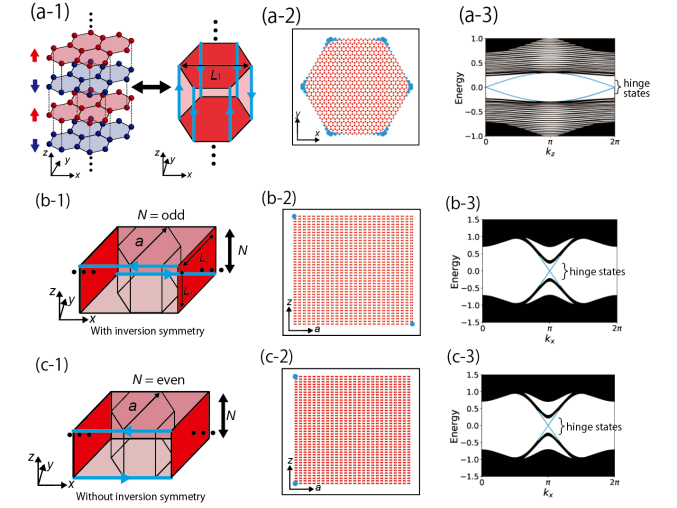 (a-1)
L1
z
y
x
z
y
x
(a-2)
y
x
(a-3)
Energy
1.0
0.5
0.0
-0.5
-1.0
0
π
2π
kz
hinge
states
(b-1)
N = odd
a
L
L
N
z
y
x
With inversion symmetry
(b-2)
z
a
(b-3)
Energy
1.5
1.0
0.5
0.0
-0.5
-1.0
-1.5
0
π
2π
kx
hinge states
(c-1)
N = even
a
N
z
y
x
Without inversion symmetry
(c-2)
z
a
(c-3)
Energy
1.5
1.0
0.5
0.0
-0.5
-1.0
-1.5
0
π
2π
kx
hinge states